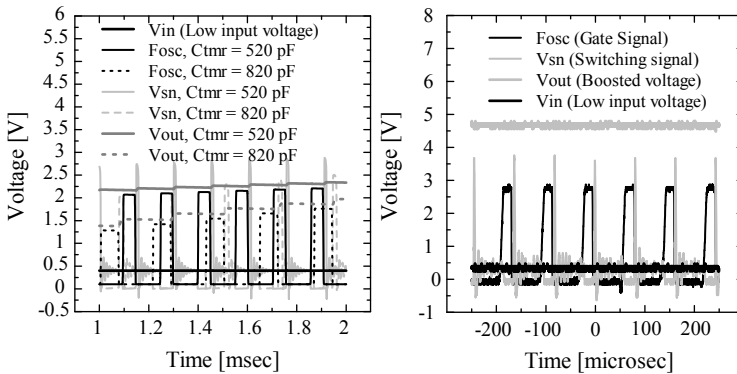 6
5.5
5
4.5
4
3.5
3
2.5
2
1.5
1
0.5
0
-0.5
Voltage [V]
Vin (Low input voltage)
Fosc, Ctmr = 520 pF
Fosc, Ctmr = 820 pF
Vsn, Ctmr = 520 pF
Vsn, Ctmr = 820 pF
Vout, Ctmr = 520 pF
Vout, Ctmr = 820 pF
1 1.2 1.4 1.6 1.8 2
Time [msec]
8
7
6
5
4
3
2
1
0
-1
Voltage [V]
Fosc (Gate Signal)
Vsn (Switching signal)
Vout (Boosted voltage)
Vin (Low input voltage)
-200 -100 0 100 200
Time [microsec]